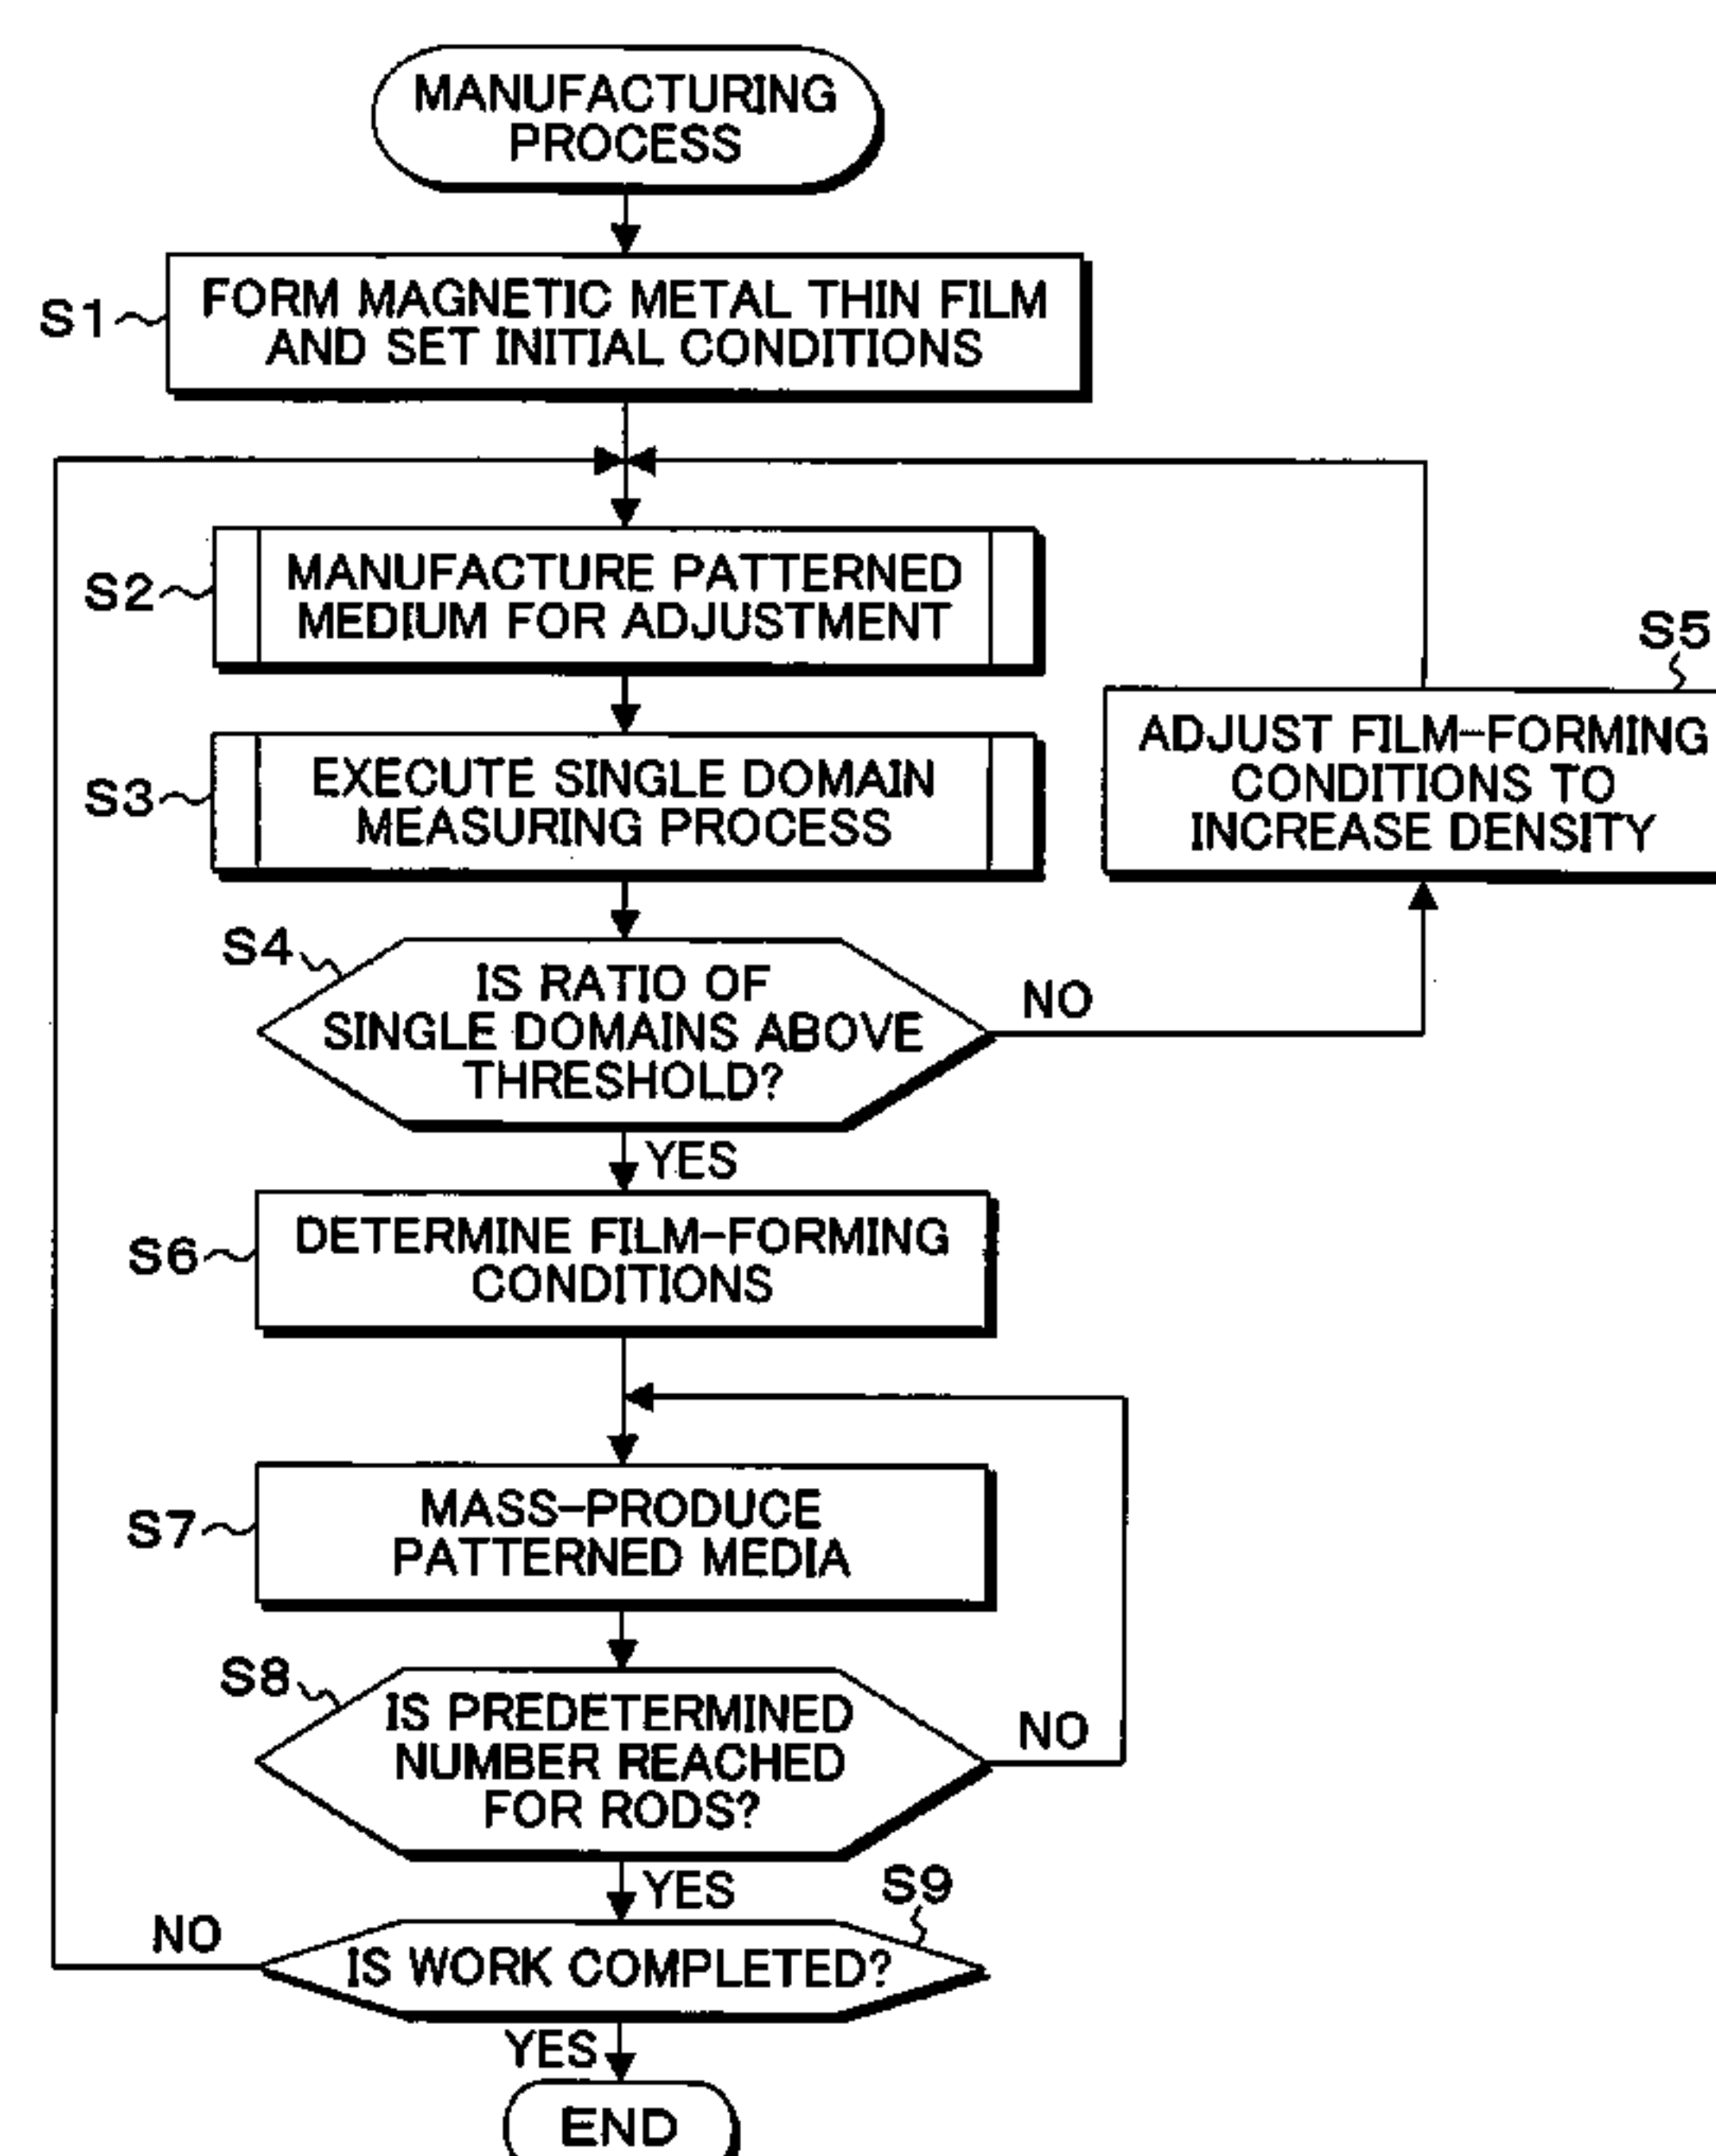 MANUFACTURING
PROCESS
S1
FORM MAGNETIC METAL THIN FILM
AND SET INITIAL CONDITIONS
S2
MANUFACTURE PATTERNED
MEDIUM FOR ADJUSTMENT
S3
EXECUTE SINGLE DOMAIN
MEASURING PROCESS
S5
ADJUST FILM-FORMING
CONDITIONS TO
INCREASE DENSITY
S4
IS RATIO OF
SINGLE DOMAINS ABOVE
THRESHOLD?
NO
YES
S6
DETERMINE FILM-FORMING
CONDITIONS
S7
MASS-PRODUCE
PATTERNED MEDIA
S8
IS PREDETERMINED
NUMBER REACHED
FOR RODS?
NO
YES
S9
IS WORK COMPLETED?
NO
YES
END